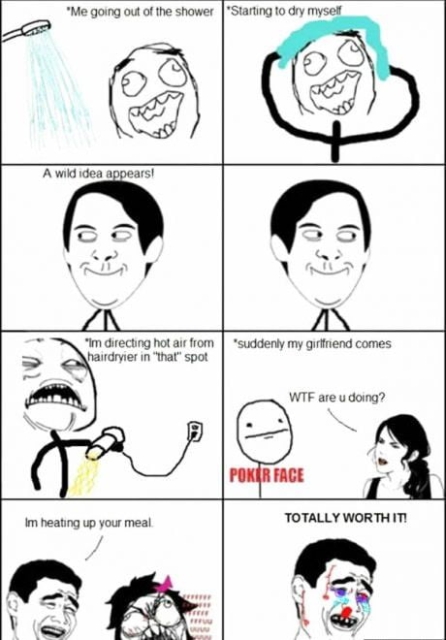 *Me going out of the shower
*Starting to dry myself
A wild idea appears!
*Im directing hot air from
hairdryier in "that" spot
*suddenly my girlfriend comes
WTF are u doing?
POKER FACE
Im heating up your meal.
TOTALLY WORTH IT!